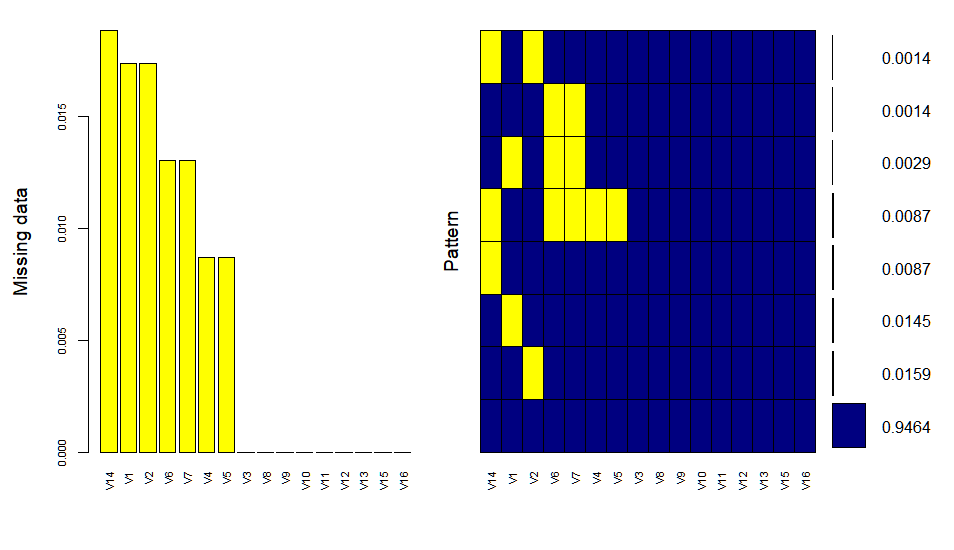 Missing data
0.000
0.005
0.010
0.015
V14
V1
V2
V6
V7
V4
V5
V3
V8
V9
V10
V11
V12
V13
V15
V16
Pattern
V14
V1
V2
V6
V7
V4
V5
V3
V8
V9
V10
V11
V12
V13
V15
V16
0.0014
0.0014
0.0029
0.0087
0.0087
0.0145
0.0159
0.9464